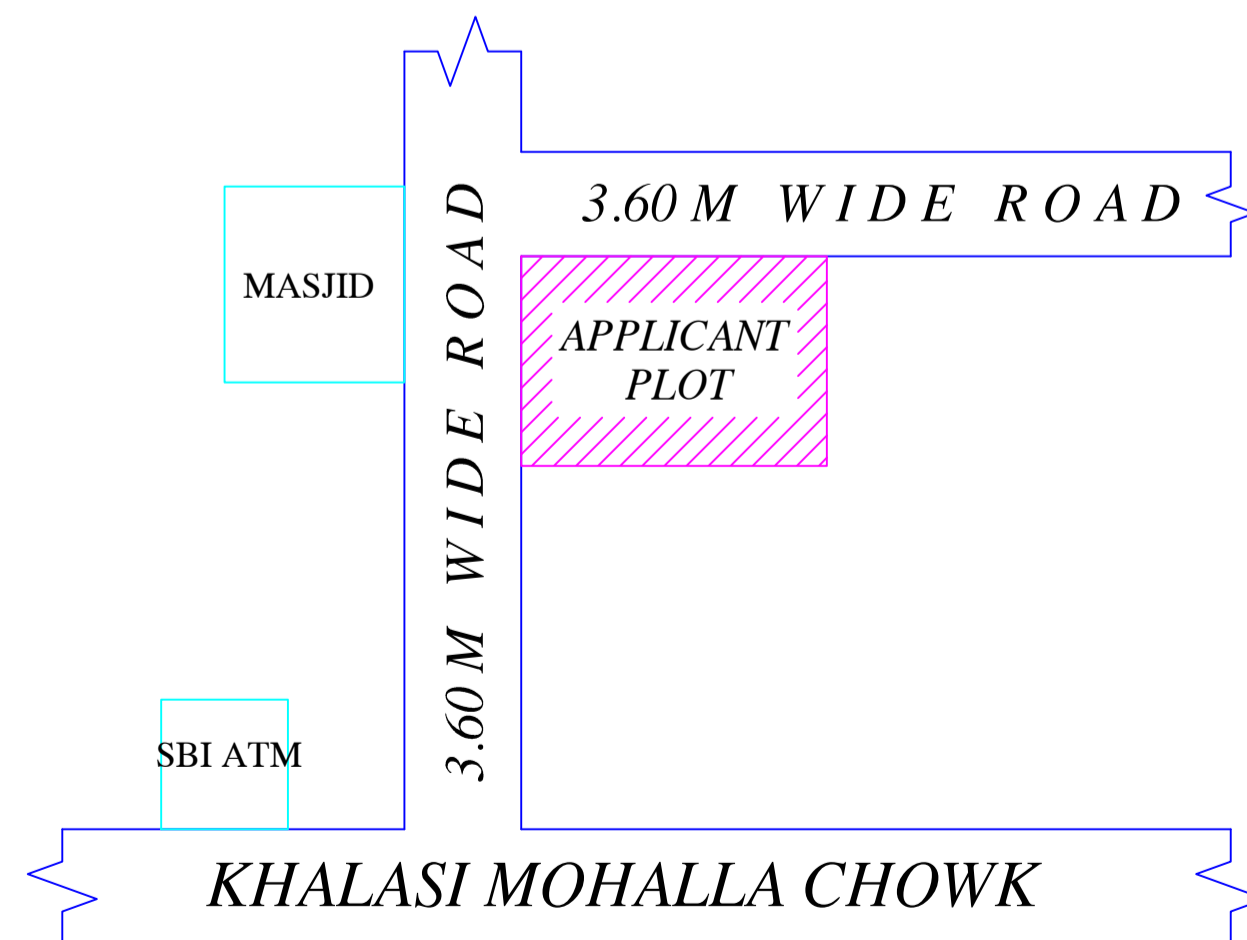 3.60 M WIDE ROAD
MASJID
3.60 M WIDE ROAD
APPLICANT
PLOT
SBI ATM
KHALASI MOHALLA CHOWK